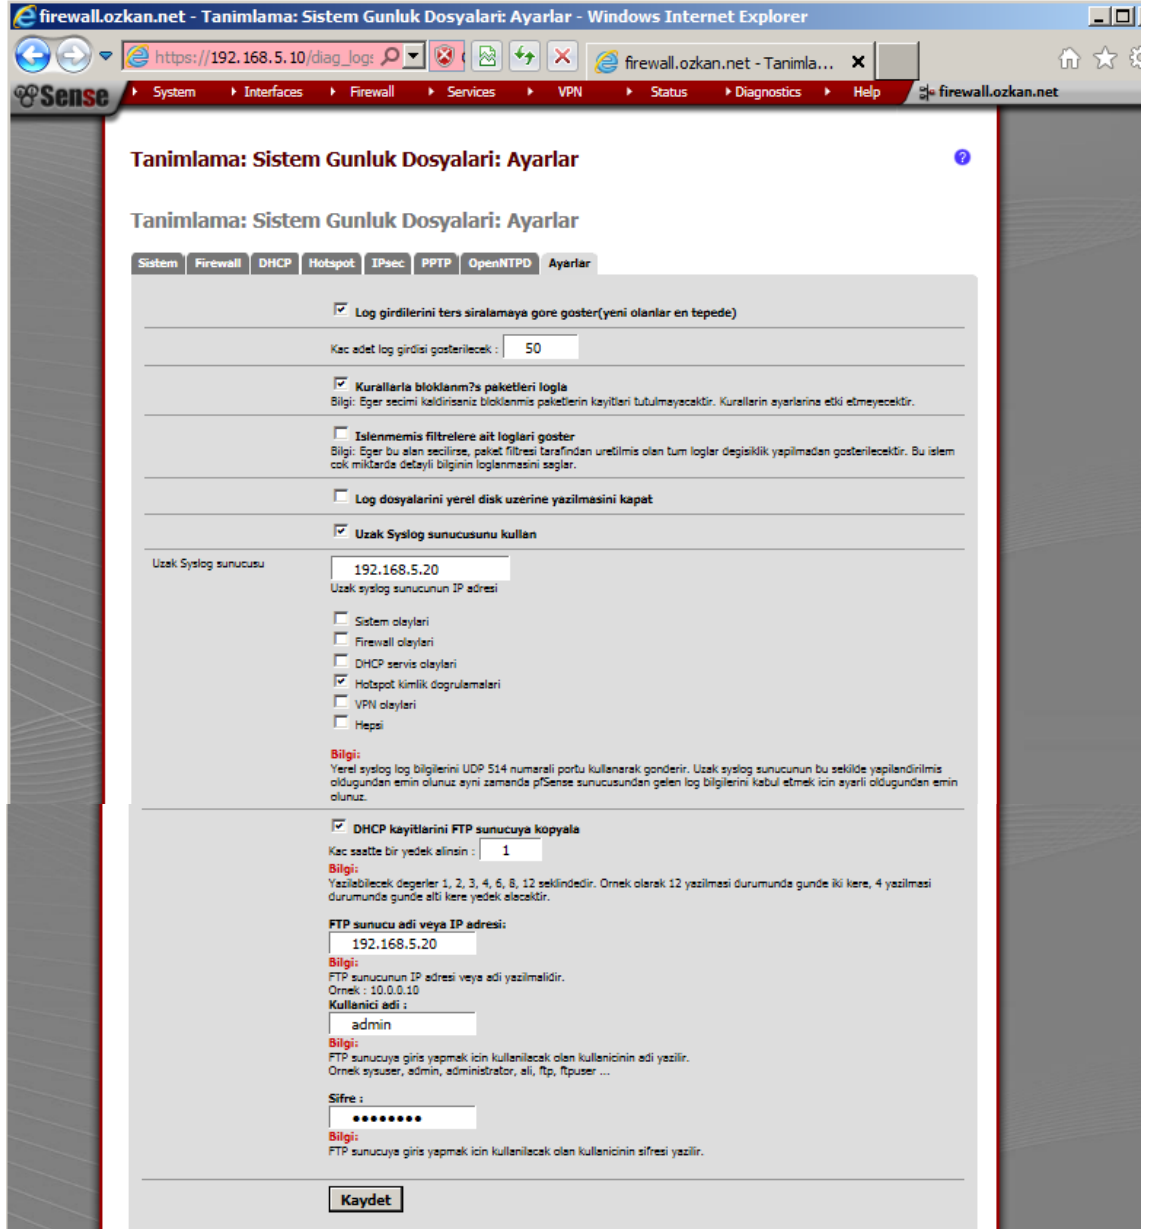 firewall.ozkan.net - Tanimlama: Sistem Gunluk Dosyalari: Ayarlar - Windows Internet Explorer
https://192.168.5.10/diag_log: firewall.ozkan.net - Tanimla...
Sense System Interfaces Firewall Services VPN Status Diagnostics Help firewall.ozkan.net
Tanimlama: Sistem Gunluk Dosyalari: Ayarlar
Tanimlama: Sistem Gunluk Dosyalari: Ayarlar
Sistem Firewall DHCP Hotspot IPsec PPTP OpenNTPD Ayarlar
Log girdilerini ters siralamaya gore goster(yeni olanlar en tepede)
Kac adet log girdisi gosterilecek : 50
Kurallarla bloklanm?s paketleri logla
Bilgi: Eger secimi kaldirisaniz bloklanmis paketlerin kayitlari tutulmayacaktir. Kurallarin ayarlarina etki etmeyecektir.
Islenmemis filtrelere ait loglari goster
Bilgi: Eger bu alan secilirse, paket filtresi tarafindan uretilmis olan tum loglar degisiklik yapilmadan gosterilecektir. Bu islem
cok miktarda detayli bilginin loglanmasini saglar.
Log dosyalarini yerel disk uzerine yazilmasini kapat
Uzak Syslog sunucusunu kullan
Uzak Syslog sunucusu 192.168.5.20
Uzak syslog sunucunun IP adresi
Sistem olaylari
Firewall olaylari
DHCP servis olaylari
Hotspot kimlik dogrulamalari
VPN olaylari
Hepsi
Bilgi:
Yerel syslog log bilgilerini UDP 514 numarali portu kullanarak gonderir. Uzak syslog sunucunun bu sekilde yapilandirilmis
oldugundan emin olunuz ayni zamanda pfSense sunucusundan gelen log bilgilerini kabul etmek icin ayarli oldugundan emin
olunuz.
DHCP kayitlarini FTP sunucuya kopyala
Kac saatte bir yedek alinsin : 1
Bilgi:
Yazilabilecek degerler 1, 2, 3, 4, 6, 8, 12 seklindedir. Ornek olarak 12 yazilmasi durumunda gunde iki kere, 4 yazilmasi
durumunda gunde alti kere yedek alacaktir.
FTP sunucu adi veya IP adresi:
192.168.5.20
Bilgi:
FTP sunucunun IP adresi veya adi yazilmalidir.
Ornek : 10.0.0.10
Kullanici adi :
admin
Bilgi:
FTP sunucuya giris yapmak icin kullanilacak olan kullanicinin adi yazilir.
Ornek sysuser, admin, administrator, ali, ftp, ftpuser ...
Sifre :
••••••••
Bilgi:
FTP sunucuya giris yapmak icin kullanilacak olan kullanicinin sifresi yazilir.
Kaydet